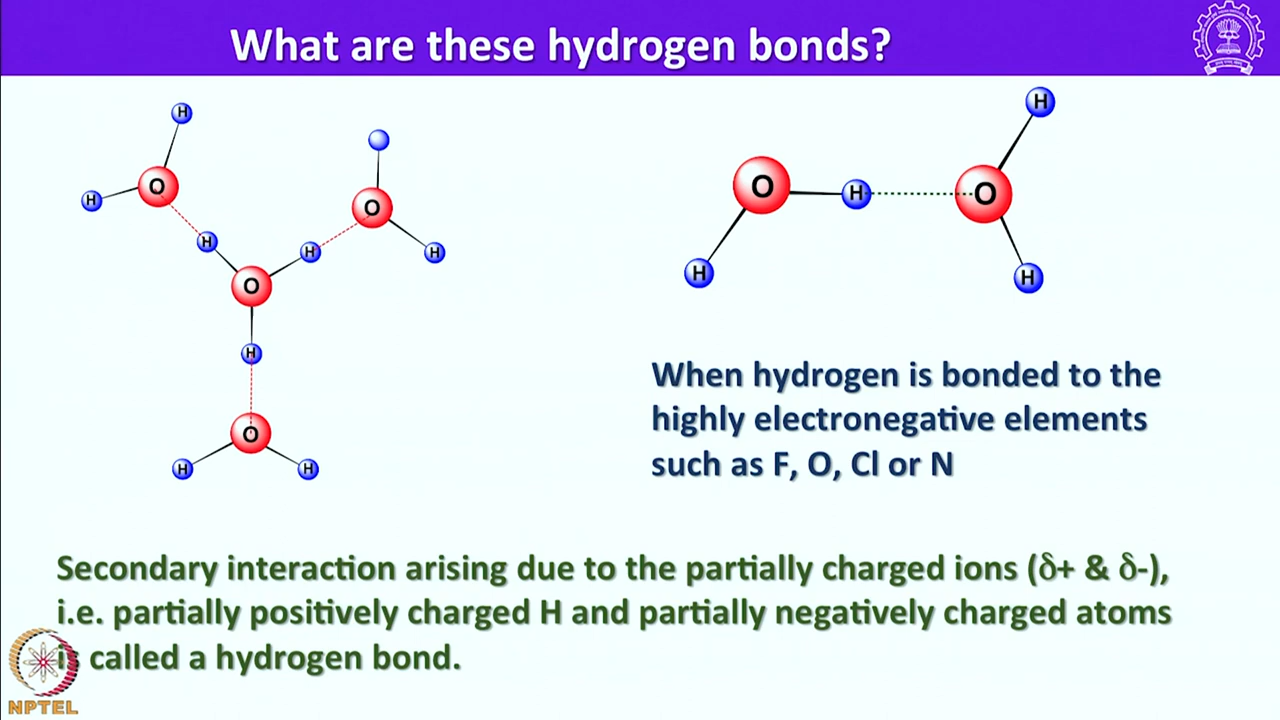 What are these hydrogen bonds?
H
H
O
H
O
H
H
H
O
H
O
H
H
O
H
O
H
H
H
When hydrogen is bonded to the
highly electronegative elements
such as F, O, Cl or N
Secondary interaction arising due to the partially charged ions (δ+ & δ-),
i.e. partially positively charged H and partially negatively charged atoms
is called a hydrogen bond.
NPTEL